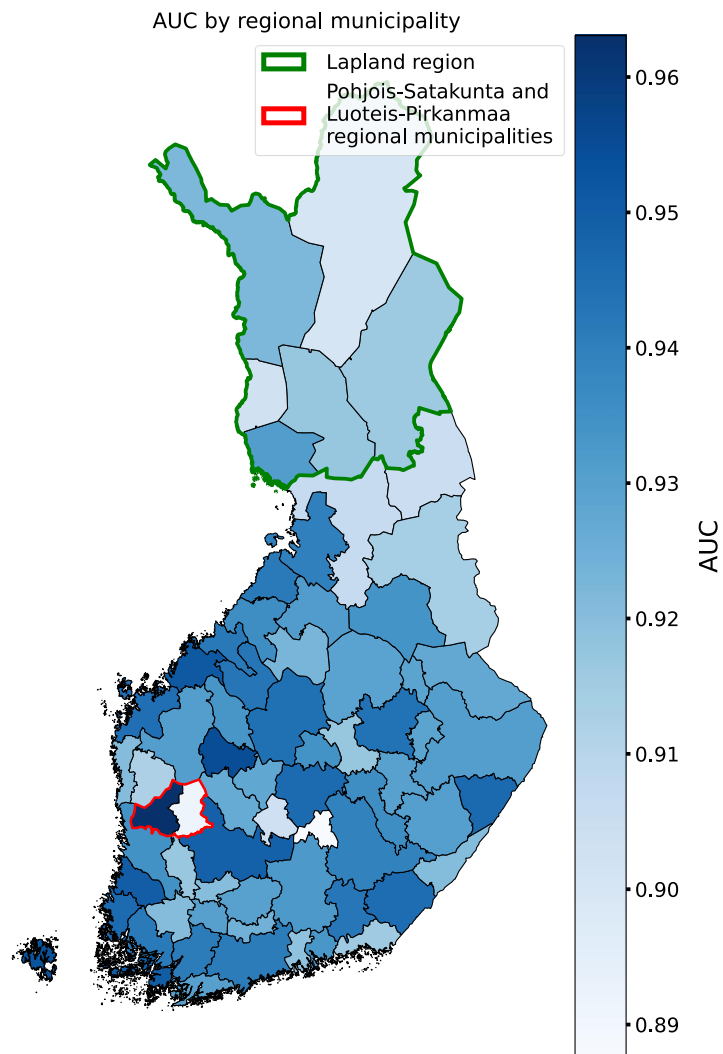 AUC by regional municipality
Lapland region
Pohjois-Satakunta and
Luoteis-Pirkanmaa
regional municipalities
0.96
0.95
0.94
0.93
0.92
0.91
0.90
0.89
AUC